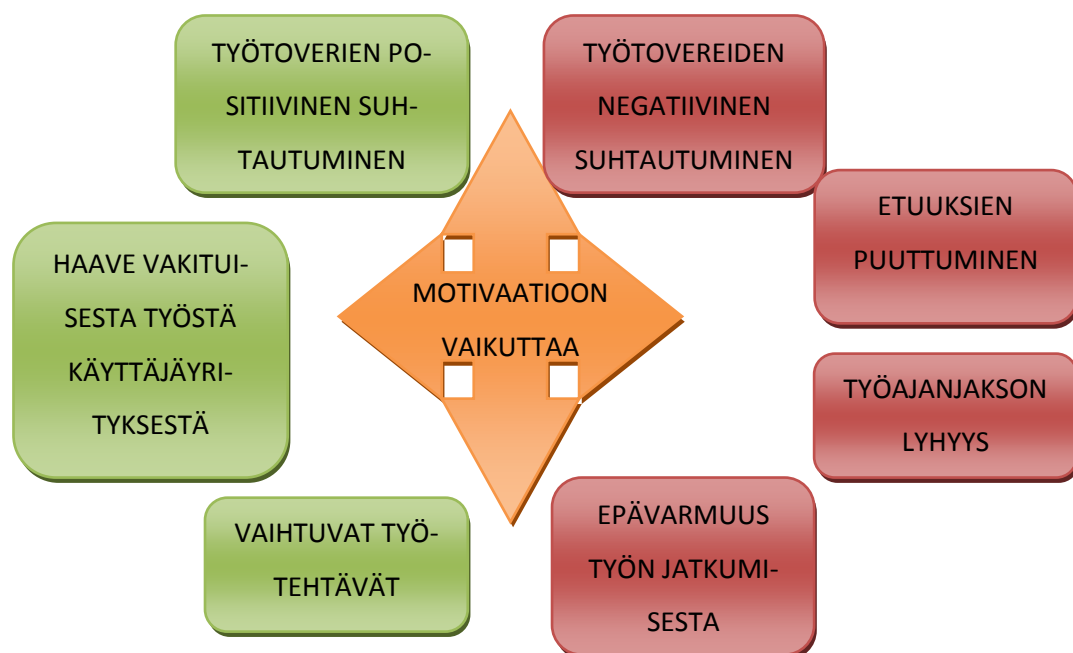 TYÖTOVERIEN PO-
SITIIVINEN SUH-
TAUTUMINEN
TYÖTOVEREIDEN
NEGATIIVINEN
SUHTAUTUMINEN
ETUUKSIEN
PUUTTUMINEN
HAAVE VAKITUI-
SESTA TYÖSTÄ
KÄYTTÄJÄYRI-
TYKSESTÄ
MOTIVAATIOON
VAIKUTTAA
TYÖAJANJAKSON
LYHYYS
VAIHTUVAT TYÖ-
TEHTÄVÄT
EPÄVARMUUS
TYÖN JATKUMI-
SESTA